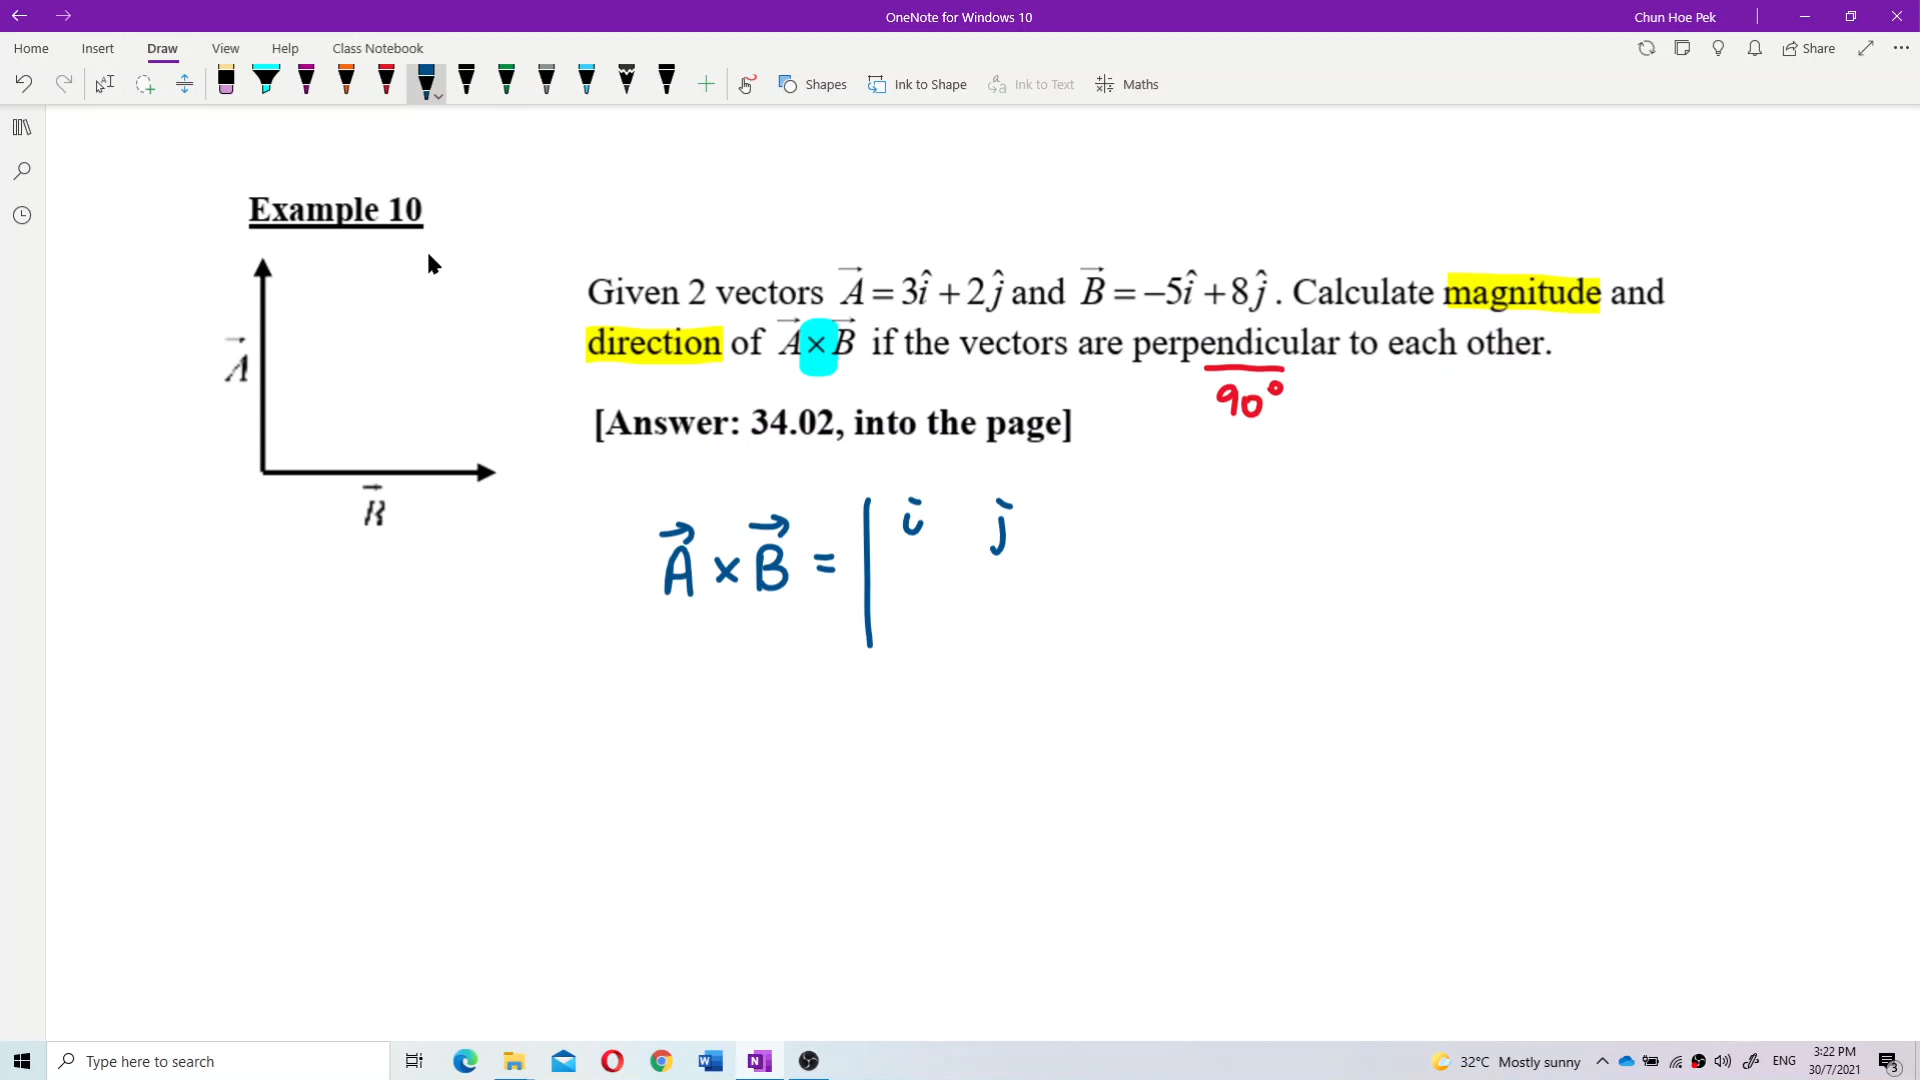 OneNote for Windows 10
Chun Hoe Pek
Home Insert Draw View Help Class Notebook
Share
Shapes Ink to Shape Ink to Text Maths
Example 10
Given 2 vectors A⃗ = 3î + 2ĵ and B⃗ = −5î + 8ĵ. Calculate magnitude and
direction of A⃗ × B⃗ if the vectors are perpendicular to each other.
90°
[Answer: 34.02, into the page]
A⃗
B⃗
A⃗ × B⃗ = | i j
Type here to search
32°C Mostly sunny
ENG
3:22 PM
30/7/2021
3